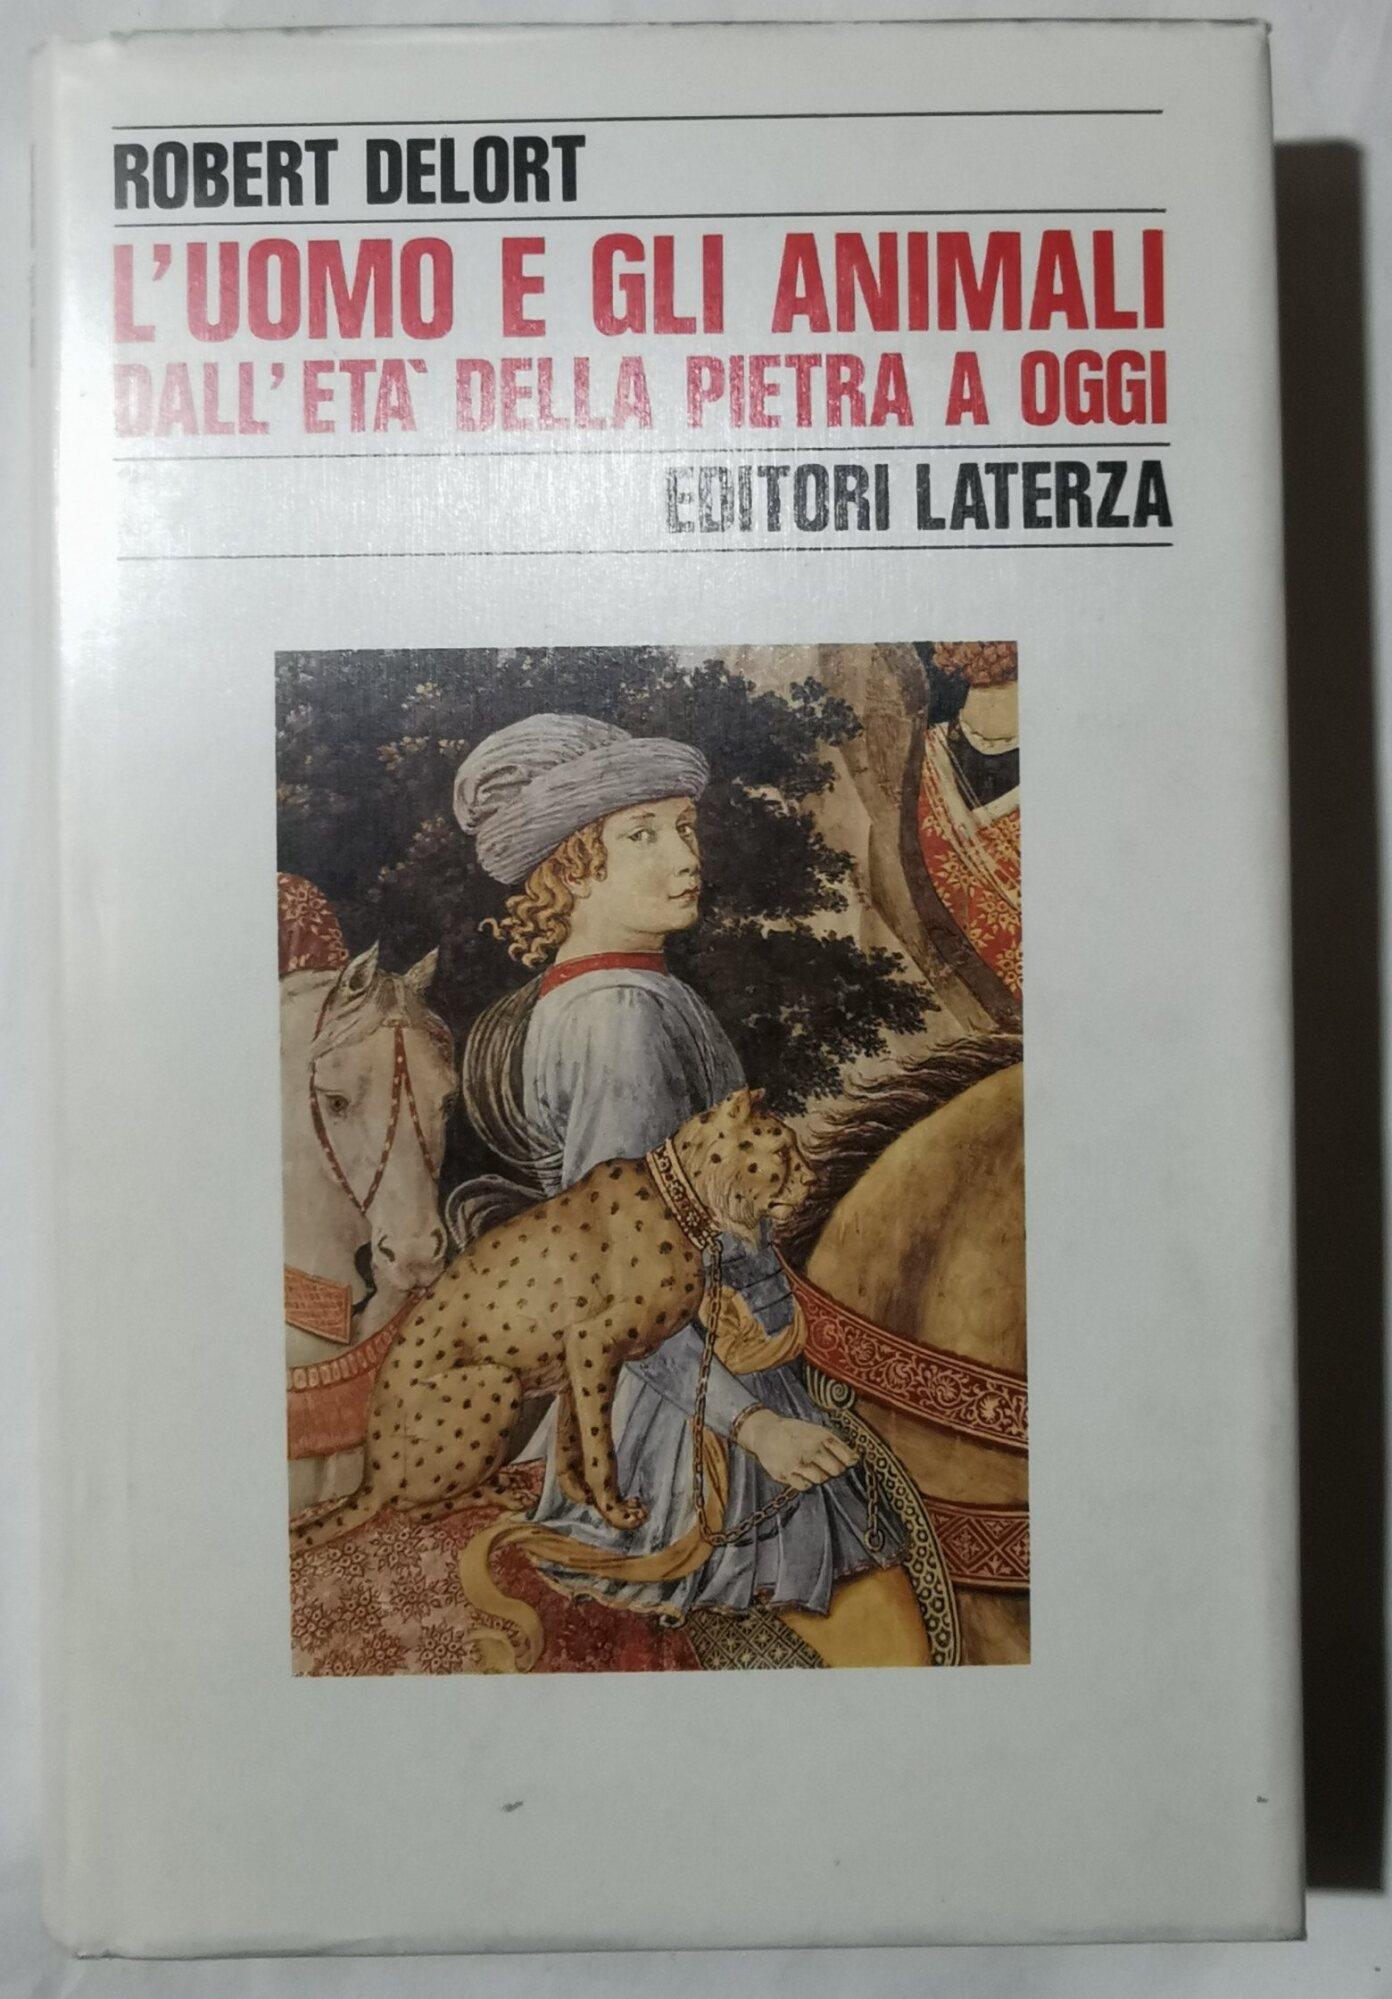 ROBERT DELORT
L'UOMO E GLI ANIMALI
DALL'ETÀ DELLA PIETRA A OGGI
EDITORI LATERZA